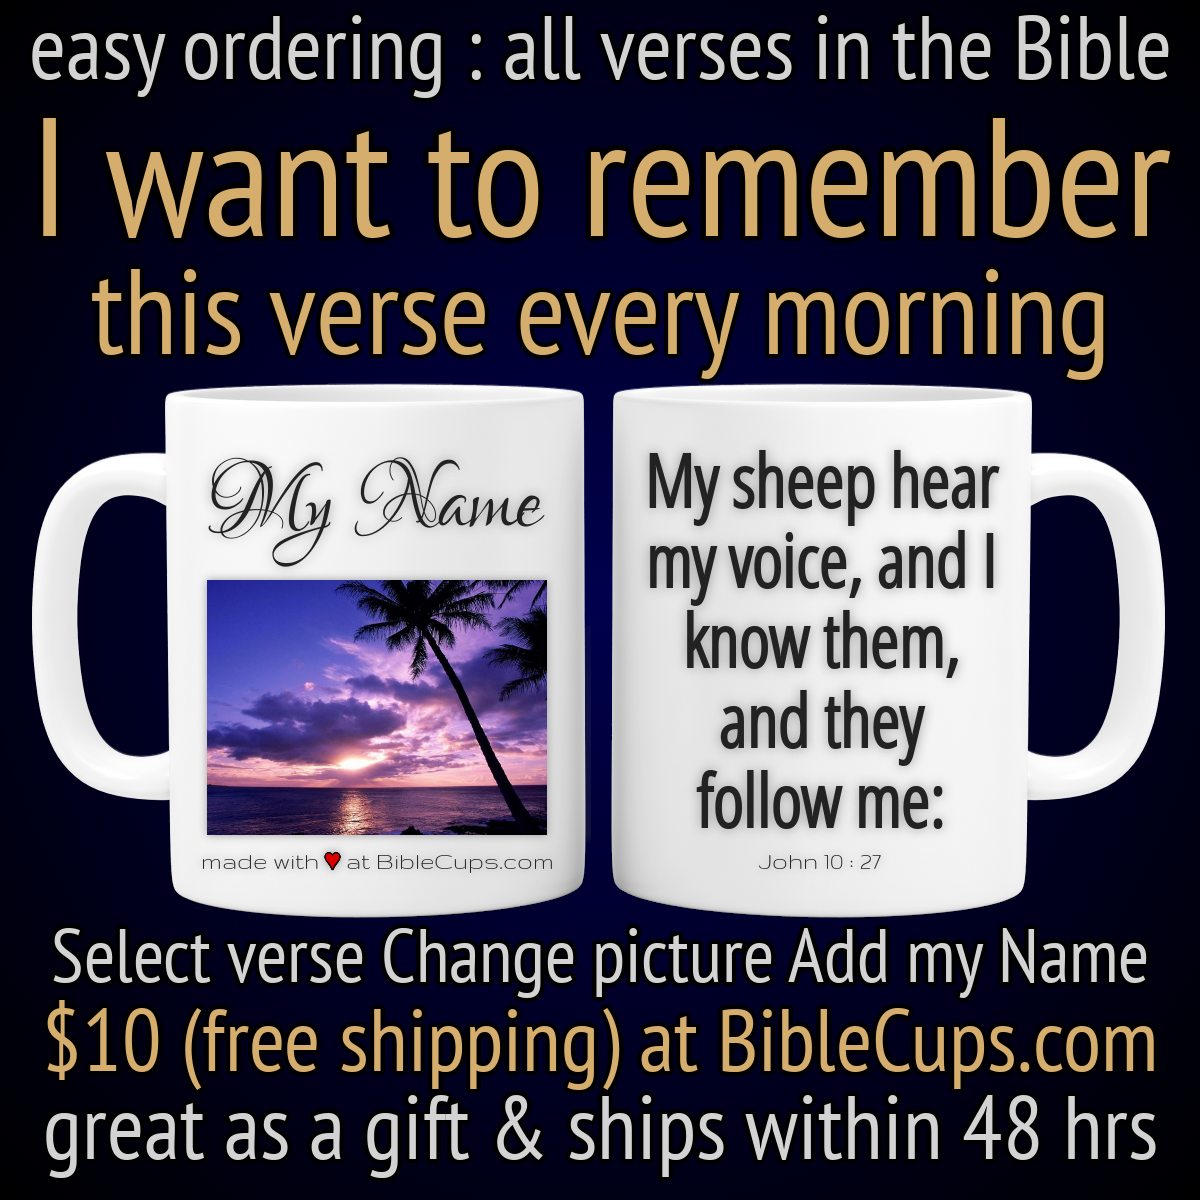 easy ordering : all verses in the Bible
I want to remember
this verse every morning
My Name
made with ♥ at BibleCups.com
My sheep hear
my voice, and I
know them,
and they
follow me:
John 10 : 27
Select verse Change picture Add my Name
$10 (free shipping) at BibleCups.com
great as a gift & ships within 48 hrs